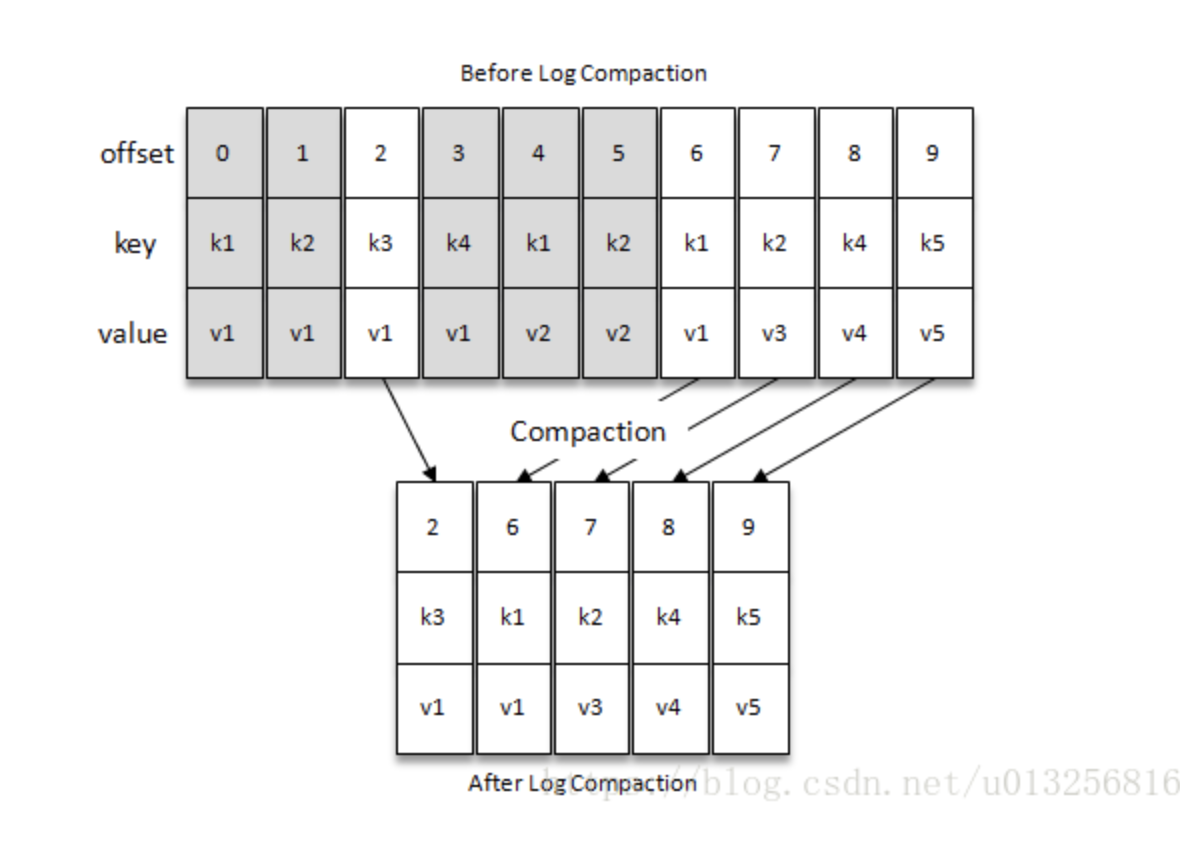 Before Log Compaction
offset 0 1 2 3 4 5 6 7 8 9
key k1 k2 k3 k4 k1 k2 k1 k2 k4 k5
value v1 v1 v1 v1 v2 v2 v1 v3 v4 v5
Compaction
2 6 7 8 9
k3 k1 k2 k4 k5
v1 v1 v3 v4 v5
After Log Compaction
https://blog.csdn.net/u013256816